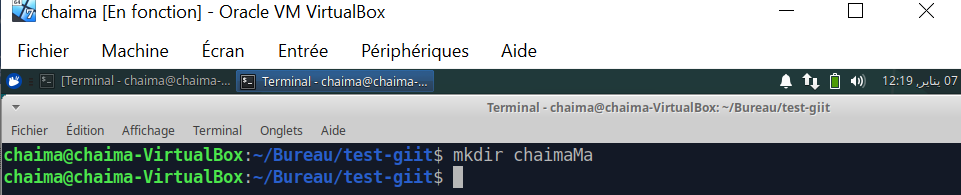 chaima [En fonction] - Oracle VM VirtualBox
Fichier Machine Écran Entrée Périphériques Aide
[Terminal - chaima@chaima-... Terminal - chaima@chaima-... 07 يناير, 12:19
Terminal - chaima@chaima-VirtualBox: ~/Bureau/test-giit
Fichier Édition Affichage Terminal Onglets Aide
chaima@chaima-VirtualBox:~/Bureau/test-giit$ mkdir chaimaMa
chaima@chaima-VirtualBox:~/Bureau/test-giit$